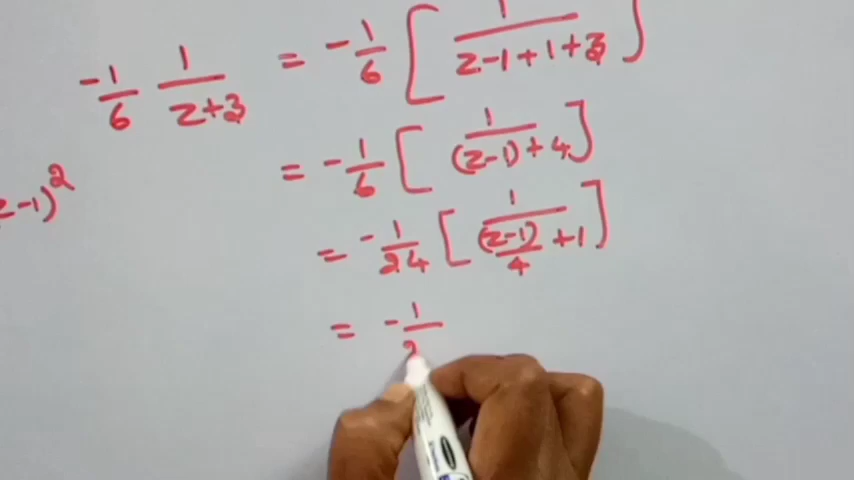 -1/6 1/z+3 = -1/6 [ 1/z-1+1+3 ]
= -1/6 [ 1/(z-1)+4 ]
z-1)²
= -1/24 [ 1/(z-1)/4 +1 ]
= -1/2